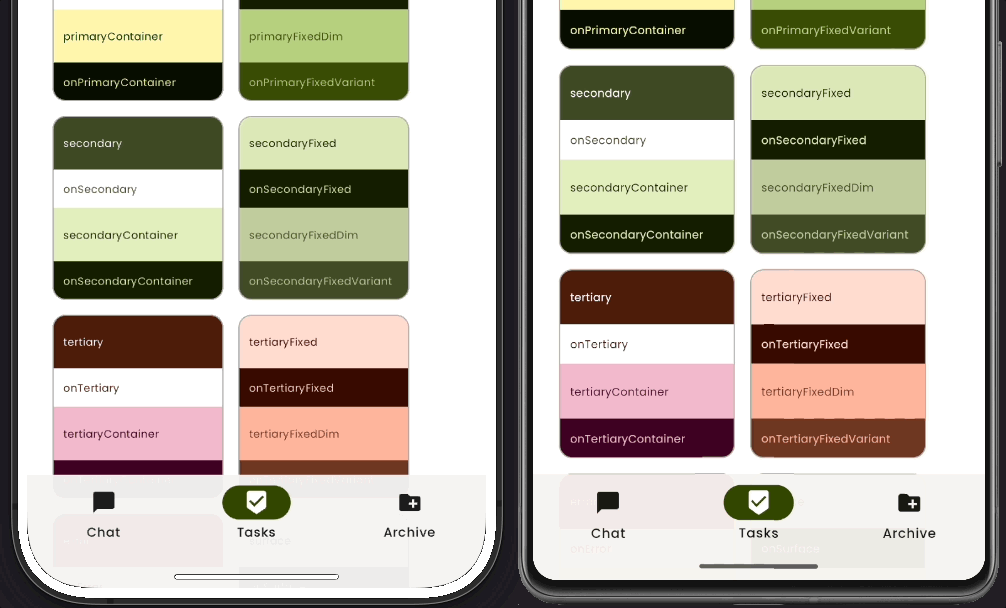 primaryContainer
onPrimaryContainer
primaryFixedDim
onPrimaryFixedVariant
secondary
onSecondary
secondaryContainer
onSecondaryContainer
secondaryFixed
onSecondaryFixed
secondaryFixedDim
onSecondaryFixedVariant
tertiary
onTertiary
tertiaryContainer
tertiaryFixed
onTertiaryFixed
tertiaryFixedDim
Chat
Tasks
Archive
onPrimaryContainer
onPrimaryFixedVariant
secondary
onSecondary
secondaryContainer
onSecondaryContainer
secondaryFixed
onSecondaryFixed
secondaryFixedDim
onSecondaryFixedVariant
tertiary
onTertiary
tertiaryContainer
onTertiaryContainer
tertiaryFixed
onTertiaryFixed
tertiaryFixedDim
onTertiaryFixedVariant
onError
onSurface
Chat
Tasks
Archive